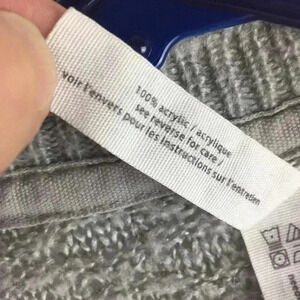 100% acrylic / acrylique
see reverse for care /
voir l'envers pour les instructions sur l'entretien